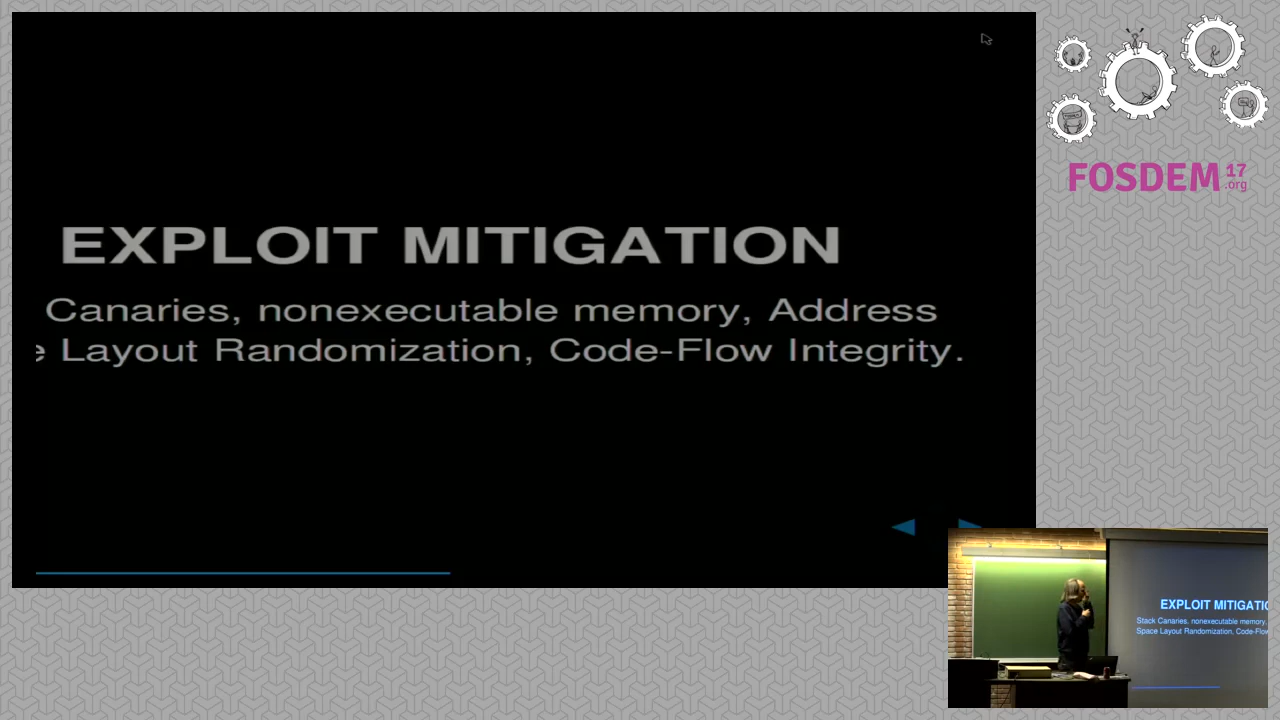 EXPLOIT MITIGATION
Canaries, nonexecutable memory, Address
e Layout Randomization, Code-Flow Integrity.
FOSDEM 17
.org
EXPLOIT MITIGATIO
Stack Canaries, nonexecutable memory,
Space Layout Randomization, Code-Flow